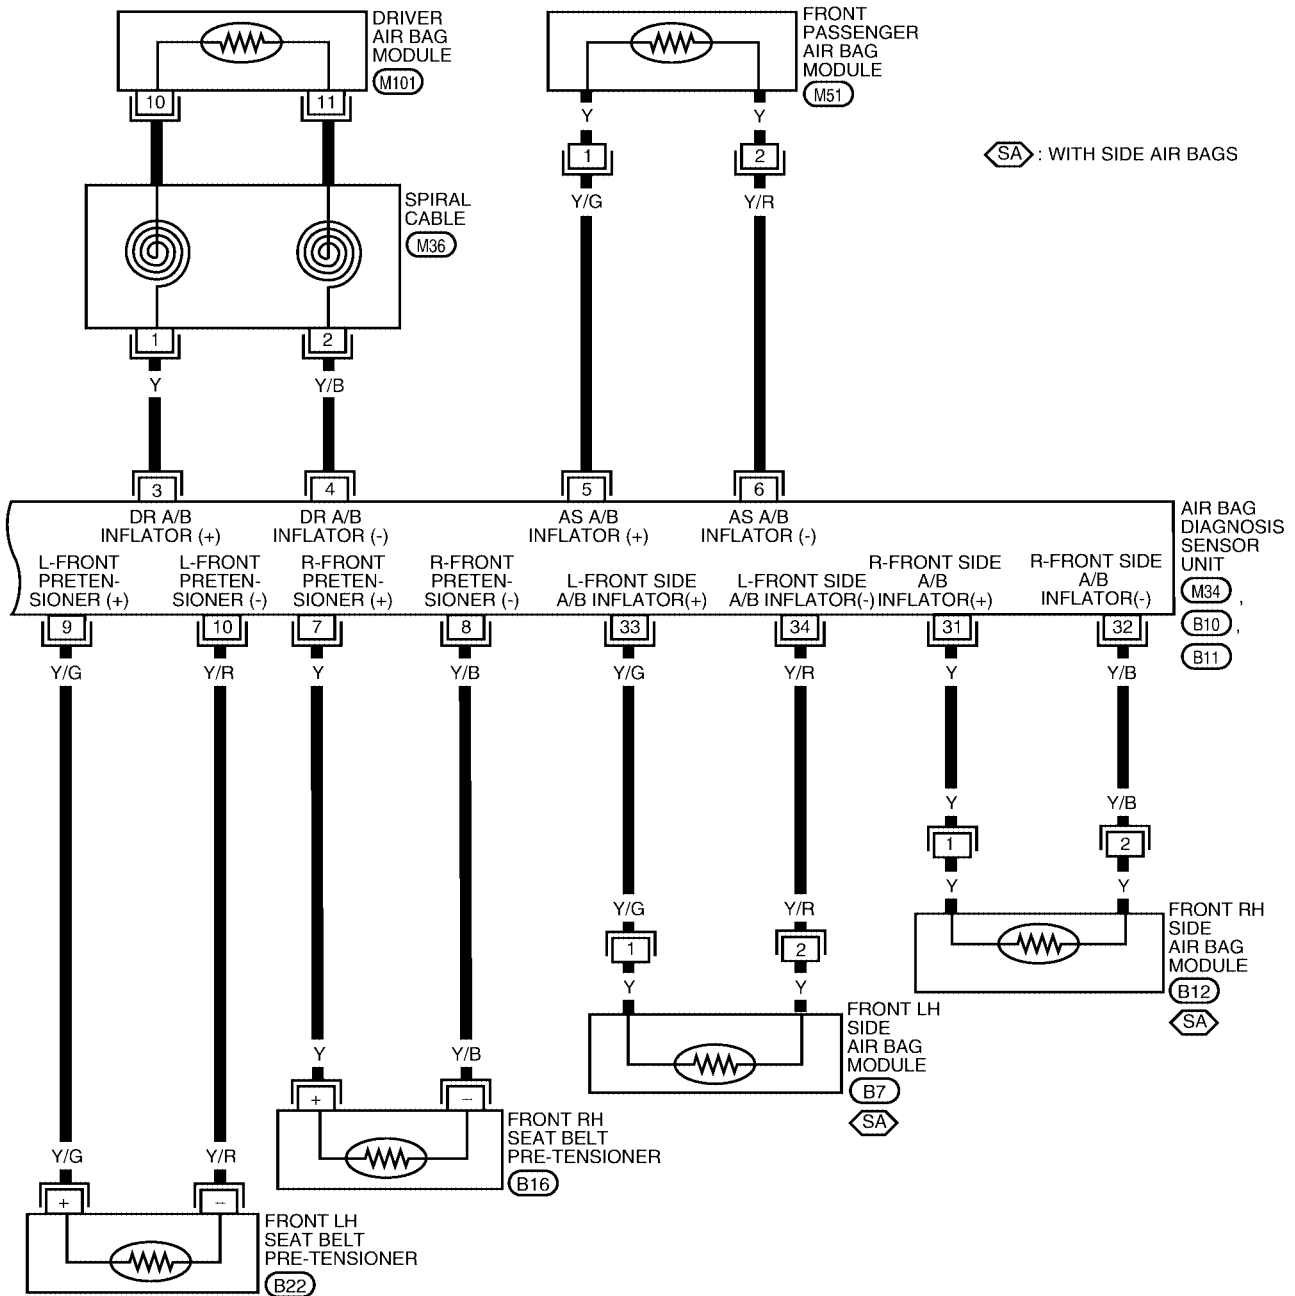 DRIVER
AIR BAG
MODULE
M101
FRONT
PASSENGER
AIR BAG
MODULE
M51
10
11
Y
Y
1
2
SA : WITH SIDE AIR BAGS
Y/G
Y/R
SPIRAL
CABLE
M36
1
2
Y
Y/B
3
4
5
6
DR A/B
INFLATOR (+)
DR A/B
INFLATOR (-)
AS A/B
INFLATOR (+)
AS A/B
INFLATOR (-)
AIR BAG
DIAGNOSIS
SENSOR
UNIT
M34 ,
B10 ,
B11
L-FRONT
PRETEN-
SIONER (+)
L-FRONT
PRETEN-
SIONER (-)
R-FRONT
PRETEN-
SIONER (+)
R-FRONT
PRETEN-
SIONER (-)
L-FRONT SIDE
A/B INFLATOR(+)
L-FRONT SIDE
A/B INFLATOR(-)
R-FRONT SIDE
A/B
INFLATOR(+)
R-FRONT SIDE
A/B
INFLATOR(-)
9
10
7
8
33
34
31
32
Y/G
Y/R
Y
Y/B
Y/G
Y/R
Y
Y/B
Y
Y/B
1
2
Y
Y
FRONT RH
SIDE
AIR BAG
MODULE
B12
SA
Y/G
Y/R
1
2
Y
Y
FRONT LH
SIDE
AIR BAG
MODULE
B7
SA
Y
Y/B
+
−
FRONT RH
SEAT BELT
PRE-TENSIONER
B16
Y/G
Y/R
+
−
FRONT LH
SEAT BELT
PRE-TENSIONER
B22